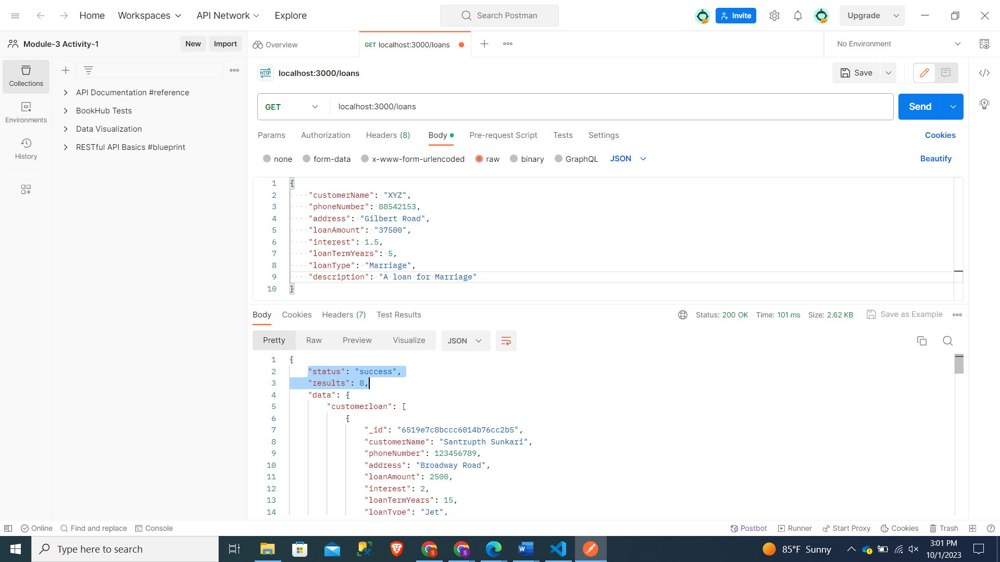 Home Workspaces API Network Explore Search Postman Invite Upgrade
Module-3 Activity-1 New Import Overview GET localhost:3000/loans No Environment
Collections
API Documentation #reference
BookHub Tests
Data Visualization
RESTful API Basics #blueprint
Environments
History
HTTP localhost:3000/loans Save
GET localhost:3000/loans Send
Params Authorization Headers (8) Body Pre-request Script Tests Settings Cookies
none form-data x-www-form-urlencoded raw binary GraphQL JSON Beautify
1 {
2 "customerName": "XYZ",
3 "phoneNumber": 88542153,
4 "address": "Gilbert Road",
5 "loanAmount": "37500",
6 "interest": 1.5,
7 "loanTermYears": 5,
8 "loanType": "Marriage",
9 "description": "A loan for Marriage"
10 }
Body Cookies Headers (7) Test Results Status: 200 OK Time: 101 ms Size: 2.62 KB Save as Example
Pretty Raw Preview Visualize JSON
1 {
2 "status": "success",
3 "results": 8,
4 "data": {
5 "customerloan": [
6 {
7 "_id": "6519e7c8bccc6014b76cc2b5",
8 "customerName": "Santrupth Sunkari",
9 "phoneNumber": 123456789,
10 "address": "Broadway Road",
11 "loanAmount": 2500,
12 "interest": 2,
13 "loanTermYears": 15,
14 "loanType": "Jet",
Online Find and replace Console Postbot Runner Start Proxy Cookies Trash
Type here to search 85°F Sunny 3:01 PM
10/1/2023